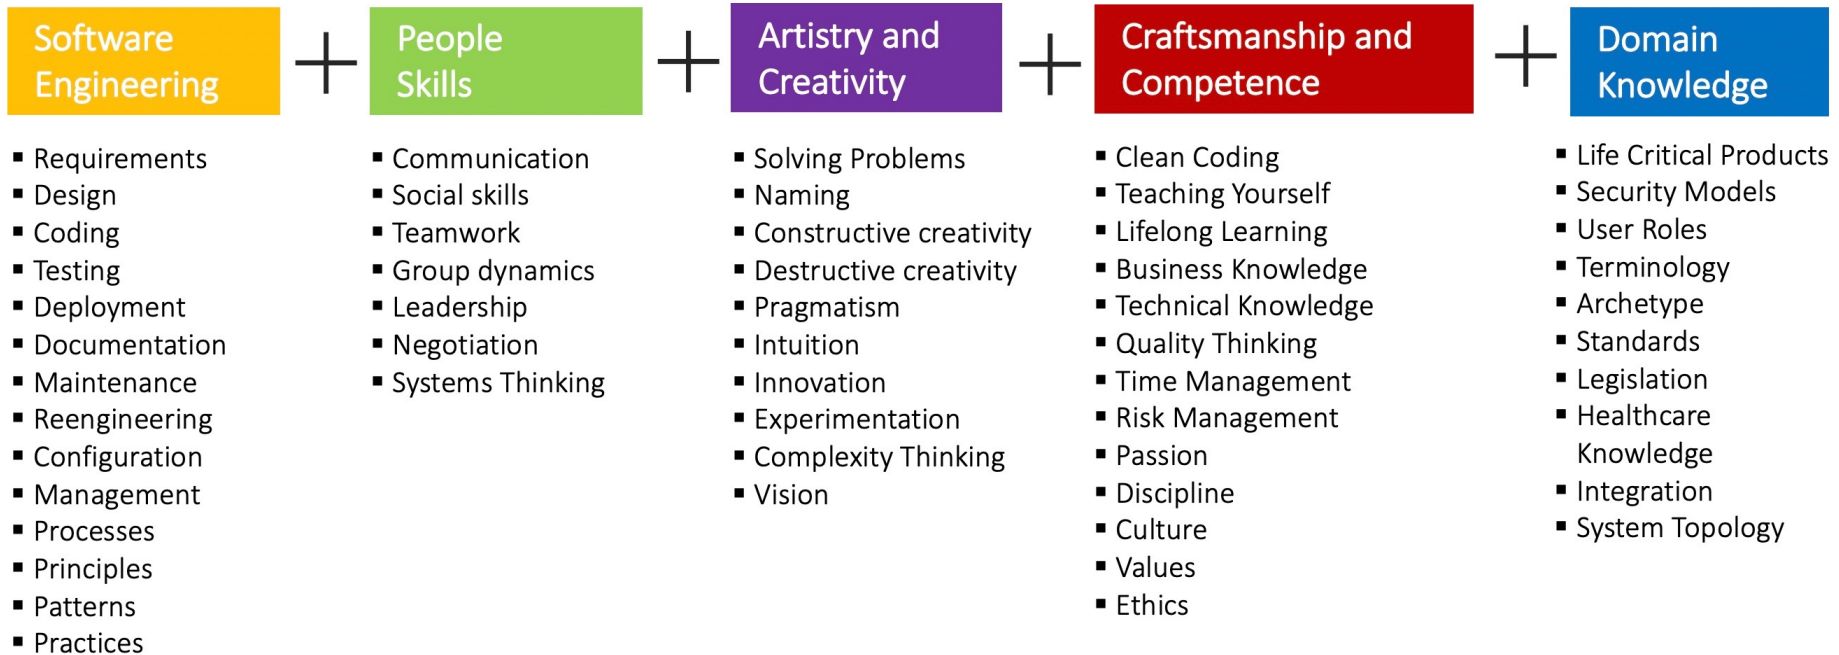 Software
Engineering
▪ Requirements
▪ Design
▪ Coding
▪ Testing
▪ Deployment
▪ Documentation
▪ Maintenance
▪ Reengineering
▪ Configuration
▪ Management
▪ Processes
▪ Principles
▪ Patterns
▪ Practices
+
People
Skills
▪ Communication
▪ Social skills
▪ Teamwork
▪ Group dynamics
▪ Leadership
▪ Negotiation
▪ Systems Thinking
+
Artistry and
Creativity
▪ Solving Problems
▪ Naming
▪ Constructive creativity
▪ Destructive creativity
▪ Pragmatism
▪ Intuition
▪ Innovation
▪ Experimentation
▪ Complexity Thinking
▪ Vision
+
Craftsmanship and
Competence
▪ Clean Coding
▪ Teaching Yourself
▪ Lifelong Learning
▪ Business Knowledge
▪ Technical Knowledge
▪ Quality Thinking
▪ Time Management
▪ Risk Management
▪ Passion
▪ Discipline
▪ Culture
▪ Values
▪ Ethics
+
Domain
Knowledge
▪ Life Critical Products
▪ Security Models
▪ User Roles
▪ Terminology
▪ Archetype
▪ Standards
▪ Legislation
▪ Healthcare
Knowledge
▪ Integration
▪ System Topology